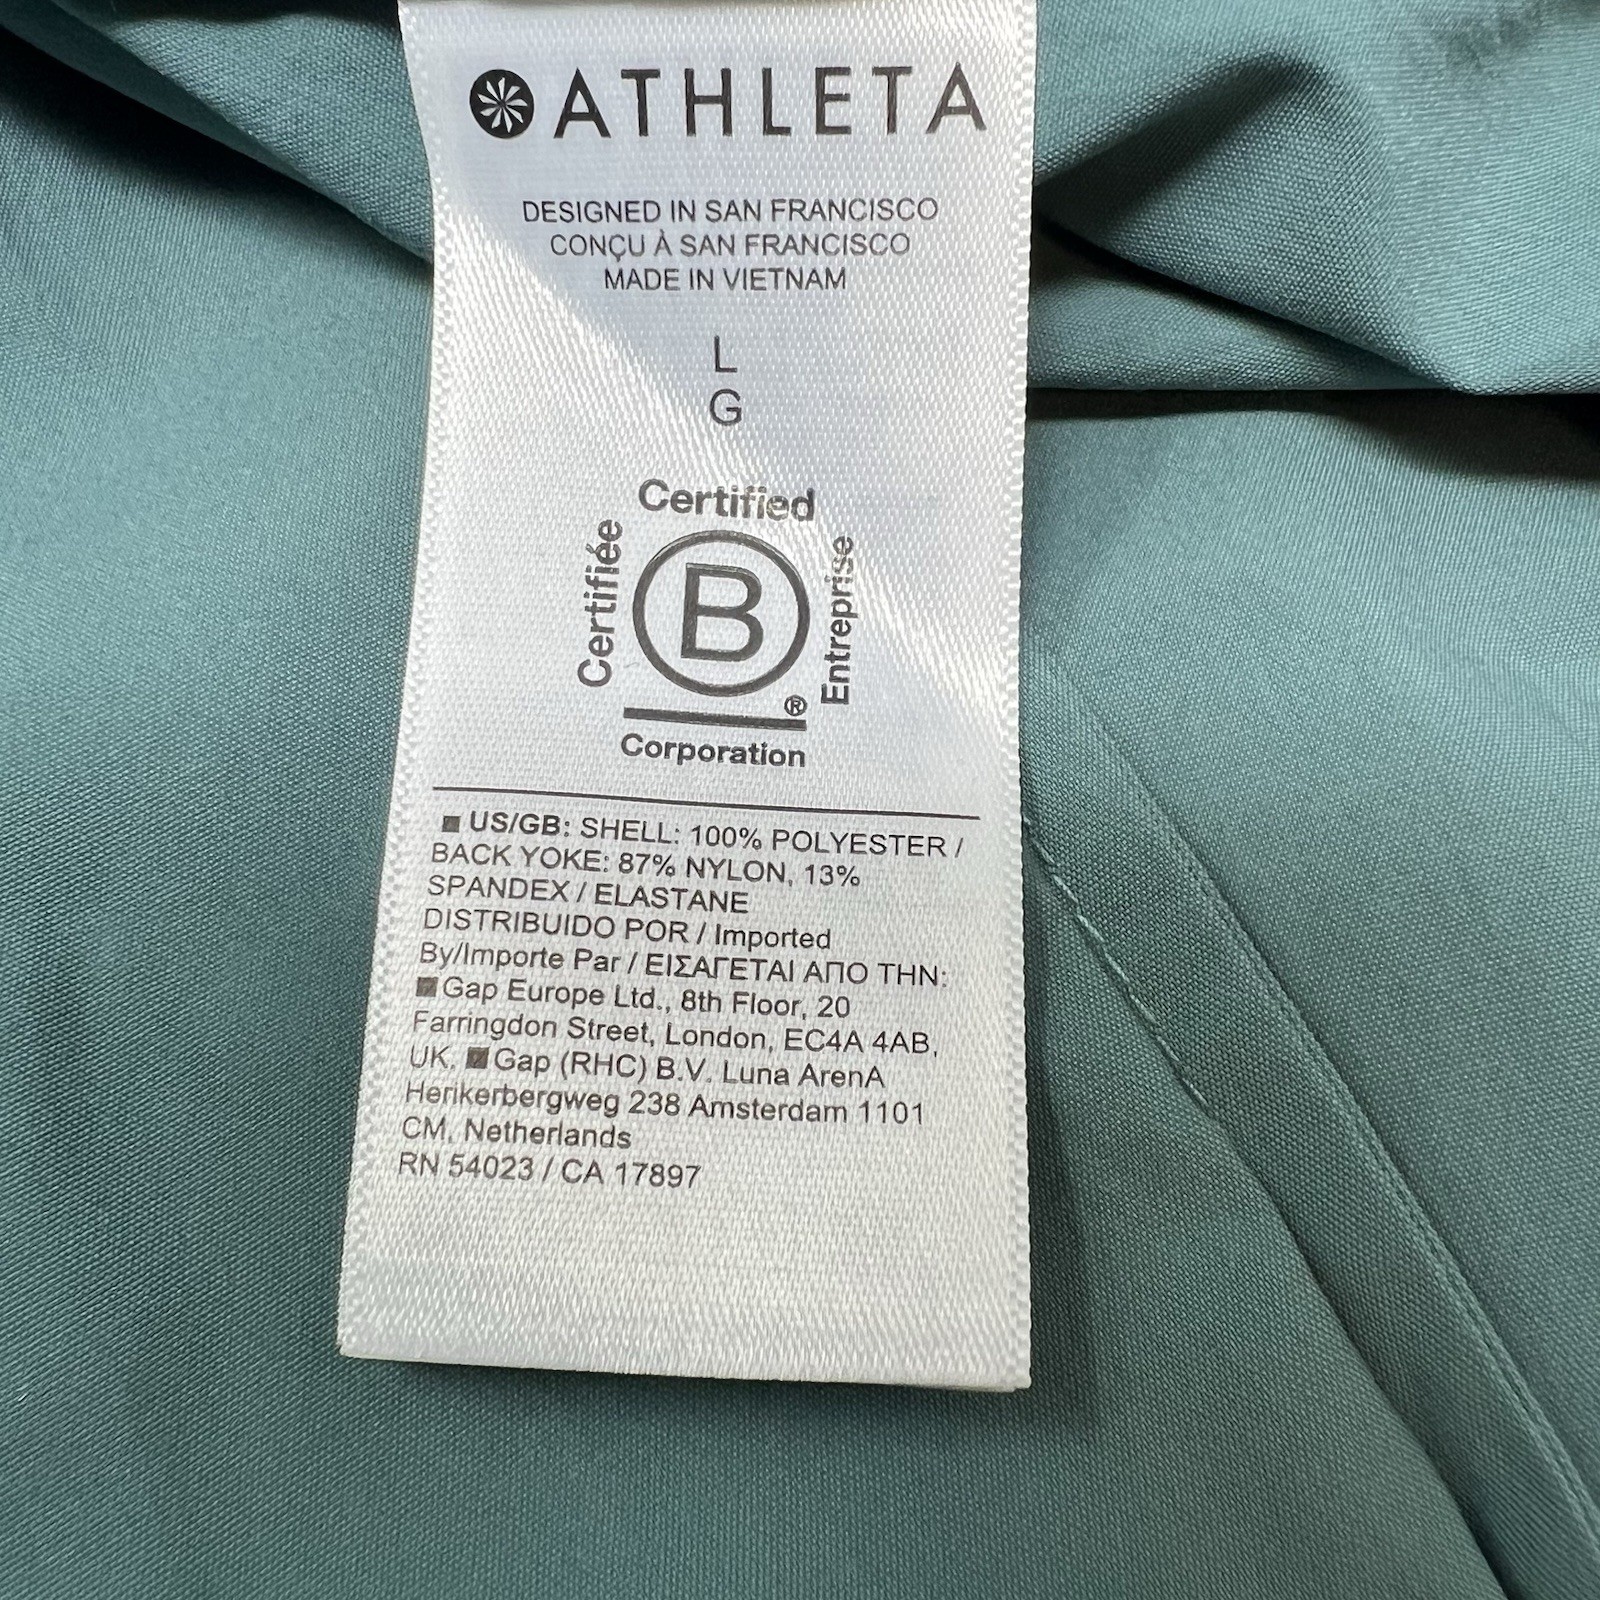 ATHLETA
DESIGNED IN SAN FRANCISCO
CONÇU À SAN FRANCISCO
MADE IN VIETNAM
L
G
Certified
Certifiée
B
Entreprise
®
Corporation
US/GB: SHELL: 100% POLYESTER /
BACK YOKE: 87% NYLON, 13%
SPANDEX / ELASTANE
DISTRIBUIDO POR / Imported
By/Importe Par / ΕΙΣΑΓΕΤΑΙ ΑΠΟ ΤΗΝ:
Gap Europe Ltd., 8th Floor, 20
Farringdon Street, London, EC4A 4AB,
UK, Gap (RHC) B.V. Luna ArenA
Herikerbergweg 238 Amsterdam 1101
CM, Netherlands
RN 54023 / CA 17897